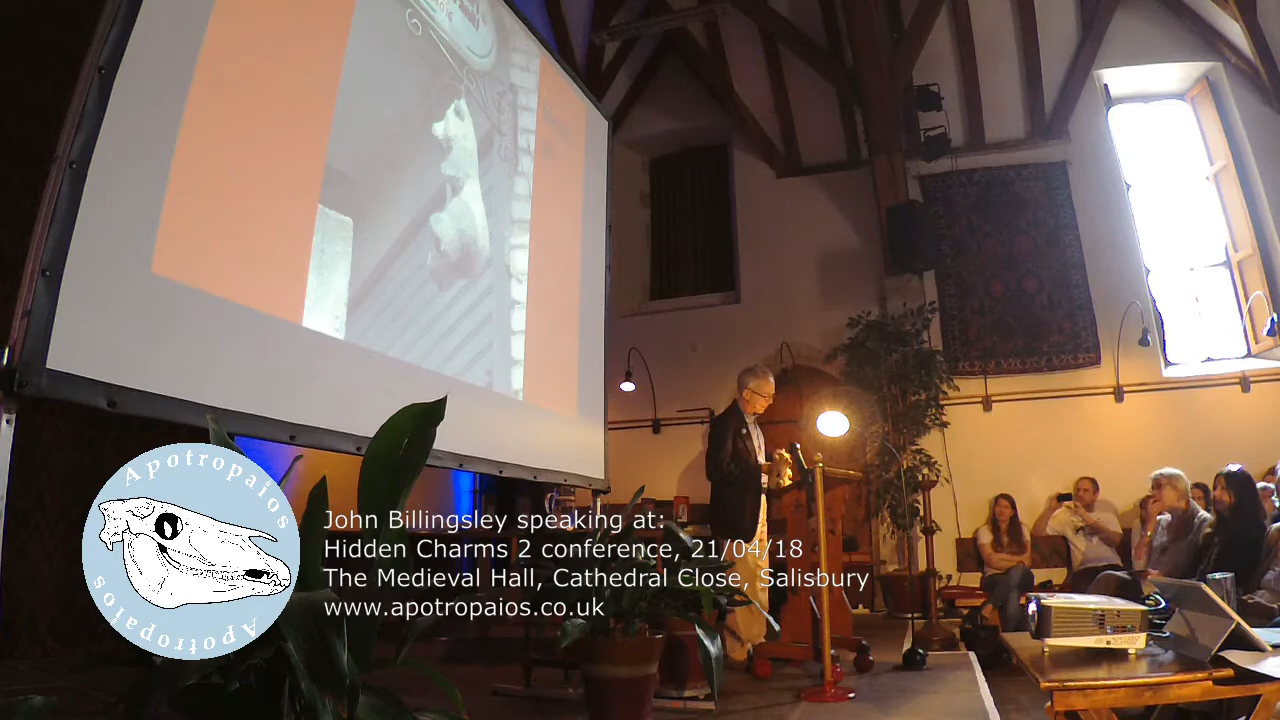 Apotropaios
Apotropaios
John Billingsley speaking at:
Hidden Charms 2 conference, 21/04/18
The Medieval Hall, Cathedral Close, Salisbury
www.apotropaios.co.uk